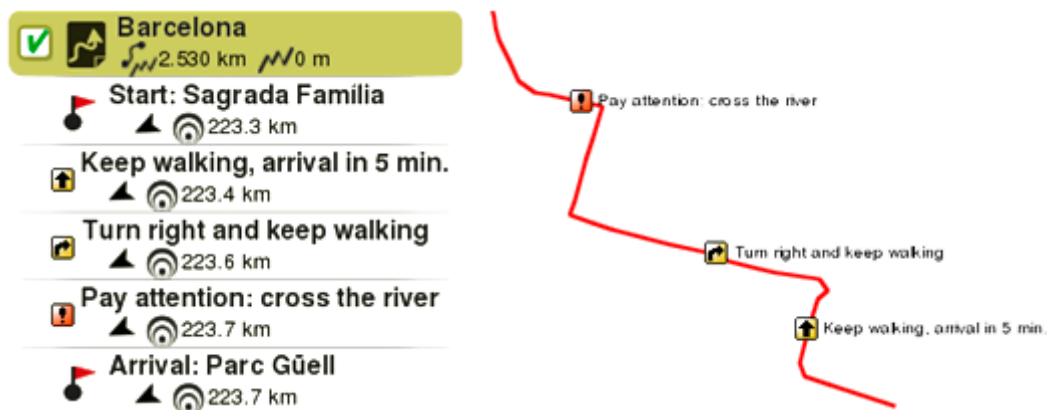 Barcelona
2.530 km 0 m
Start: Sagrada Família
223.3 km
Keep walking, arrival in 5 min.
223.4 km
Turn right and keep walking
223.6 km
Pay attention: cross the river
223.7 km
Arrival: Parc Gűell
223.7 km
Pay attention: cross the river
Turn right and keep walking
Keep walking, arrival in 5 min.